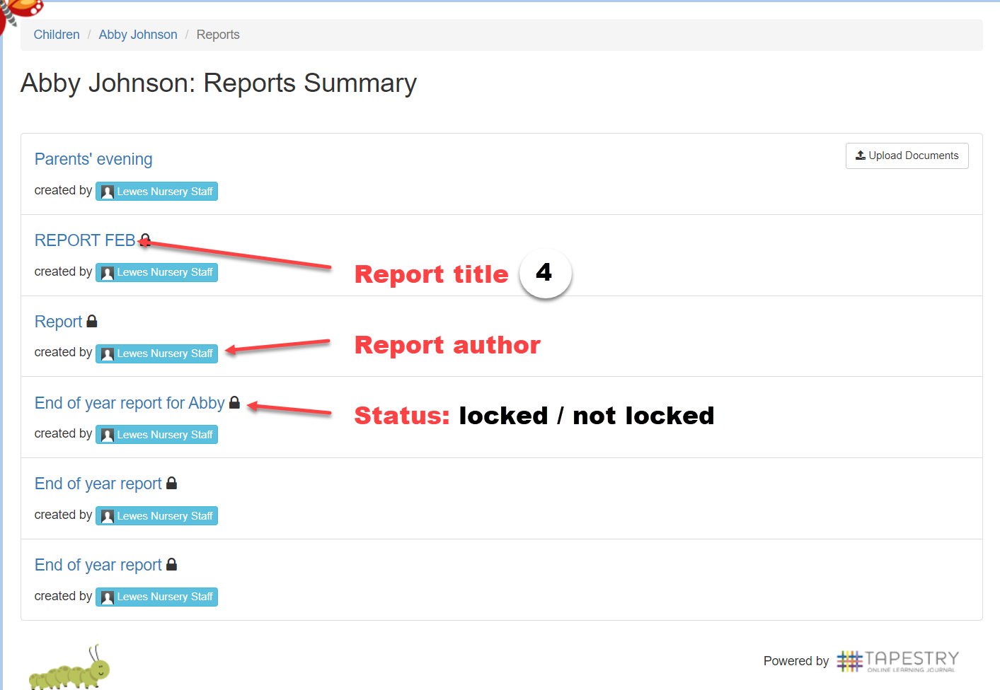 Children / Abby Johnson / Reports
Abby Johnson: Reports Summary
Parents' evening
Upload Documents
created by Lewes Nursery Staff
REPORT FEB
created by Lewes Nursery Staff
Report title 4
Report
created by Lewes Nursery Staff
Report author
End of year report for Abby
Status: locked / not locked
created by Lewes Nursery Staff
End of year report
created by Lewes Nursery Staff
End of year report
created by Lewes Nursery Staff
Powered by TAPESTRY
ONLINE LEARNING JOURNAL